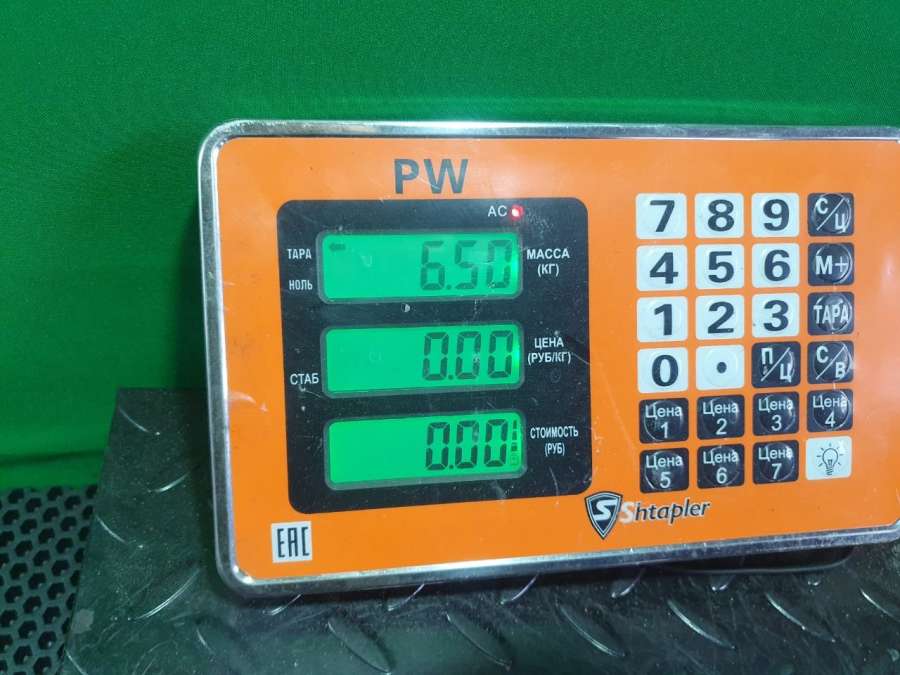 PW
AC
ТАРА
НОЛЬ
6.50
МАССА
(КГ)
СТАБ
0.00
ЦЕНА
(РУБ/КГ)
0.00
СТОИМОСТЬ
(РУБ)
7 8 9 С/Ц
4 5 6 М+
1 2 3 ТАРА
0 • П/Ц С/В
Цена 1 Цена 2 Цена 3 Цена 4
Цена 5 Цена 6 Цена 7
EAC
S Shtapler